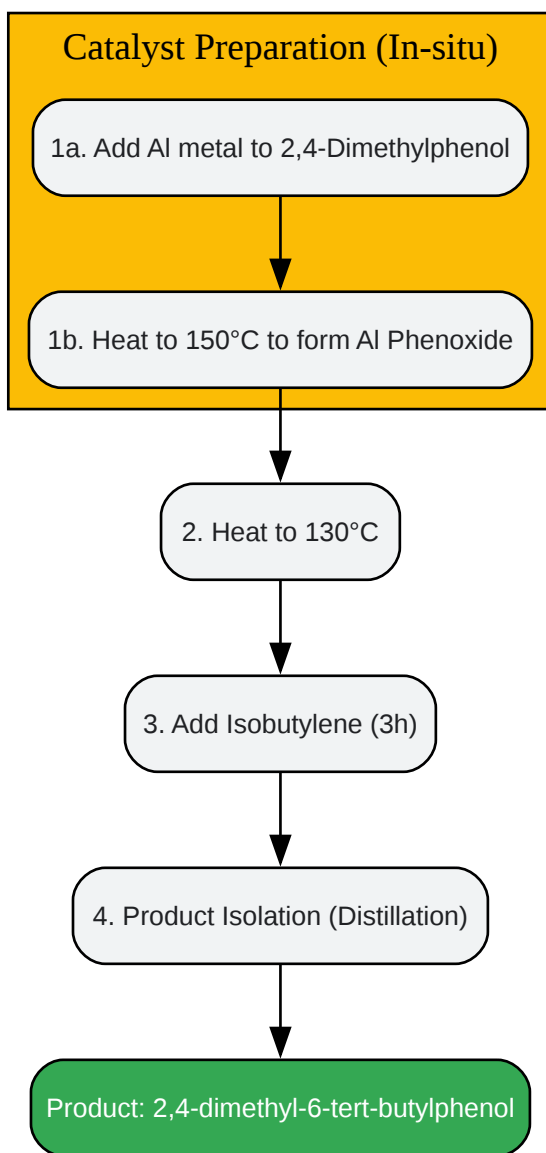 Catalyst Preparation (In-situ)
1a. Add Al metal to 2,4-Dimethylphenol
1b. Heat to 150°C to form Al Phenoxide
2. Heat to 130°C
3. Add Isobutylene (3h)
4. Product Isolation (Distillation)
Product: 2,4-dimethyl-6-tert-butylphenol